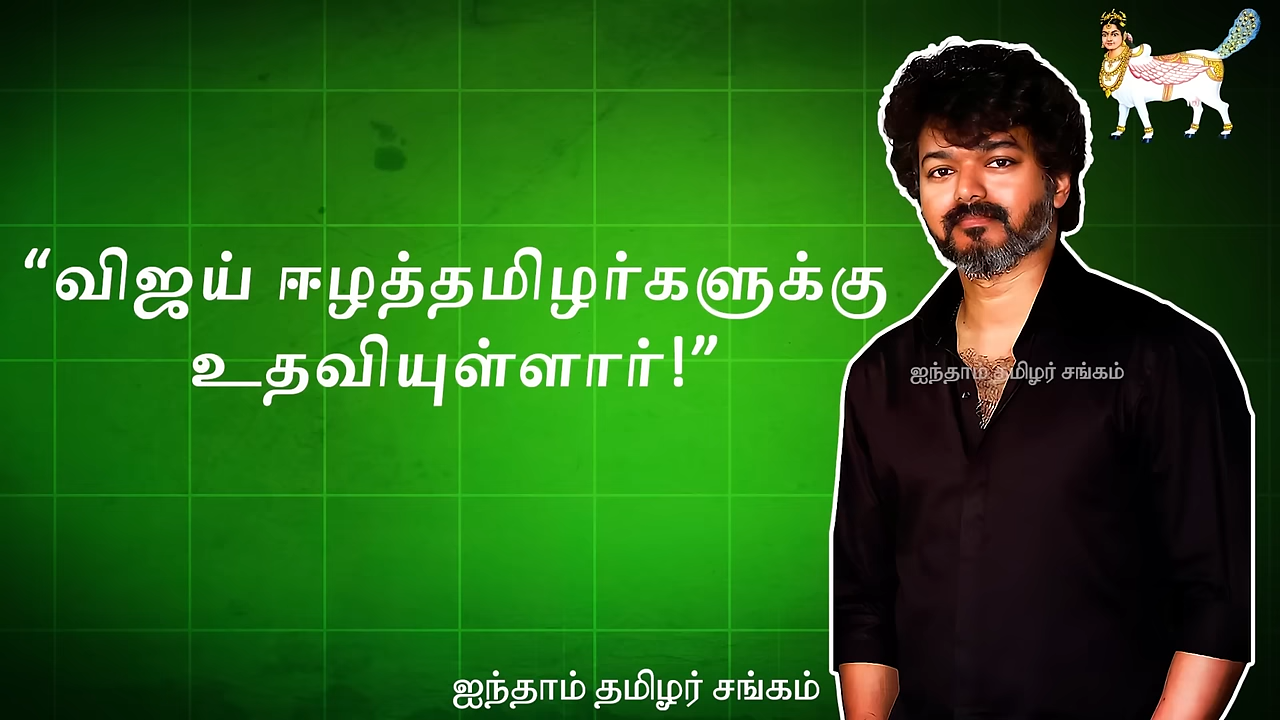 “விஜய் ஈழத்தமிழர்களுக்கு
உதவியுள்ளார்!”
ஐந்தாம் தமிழர் சங்கம்
ஐந்தாம் தமிழர் சங்கம்